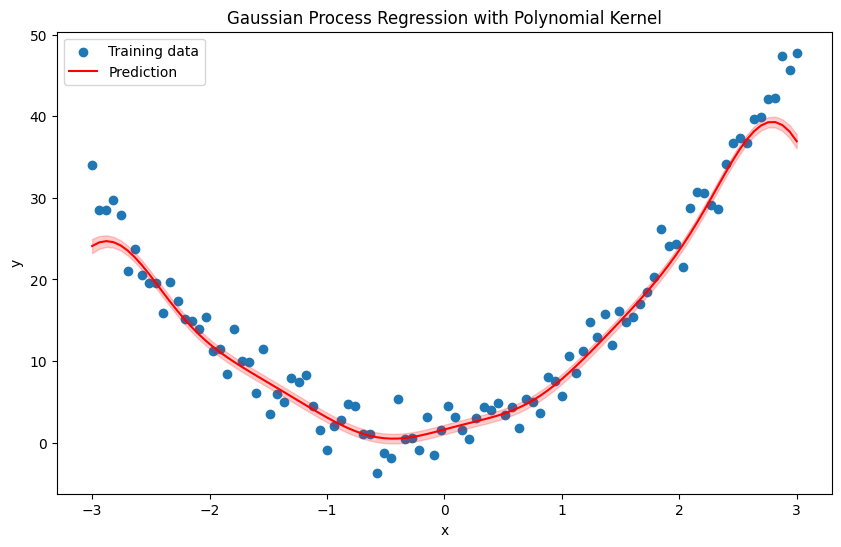 Gaussian Process Regression with Polynomial Kernel
Training data
Prediction
y
50
40
30
20
10
0
−3
−2
−1
0
1
2
3
x